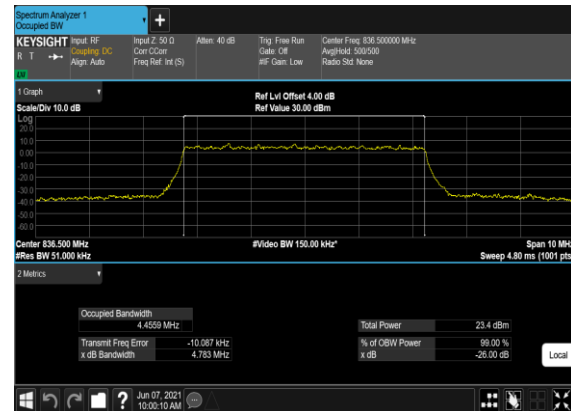 Spectrum Analyzer 1
Occupied BW
+
KEYSIGHT
R T
Input: RF
Coupling: DC
Align: Auto
Input Z: 50 Ω
Corr CCorr
Freq Ref: Int (S)
Atten: 40 dB
Trig: Free Run
Gate: Off
#IF Gain: Low
Center Freq: 836.500000 MHz
Avg|Hold: 500/500
Radio Std: None
1 Graph
Scale/Div 10.0 dB
Ref Lvl Offset 4.00 dB
Ref Value 30.00 dBm
Log
20.0
10.0
0.00
-10.0
-20.0
-30.0
-40.0
-50.0
-60.0
Center 836.500 MHz
#Res BW 51.000 kHz
#Video BW 150.00 kHz*
Span 10 MHz
Sweep 4.80 ms (1001 pts
2 Metrics
Occupied Bandwidth
4.4559 MHz
Transmit Freq Error -10.087 kHz
x dB Bandwidth 4.783 MHz
Total Power 23.4 dBm
% of OBW Power 99.00 %
x dB -26.00 dB
Local
?
Jun 07, 2021
10:00:10 AM